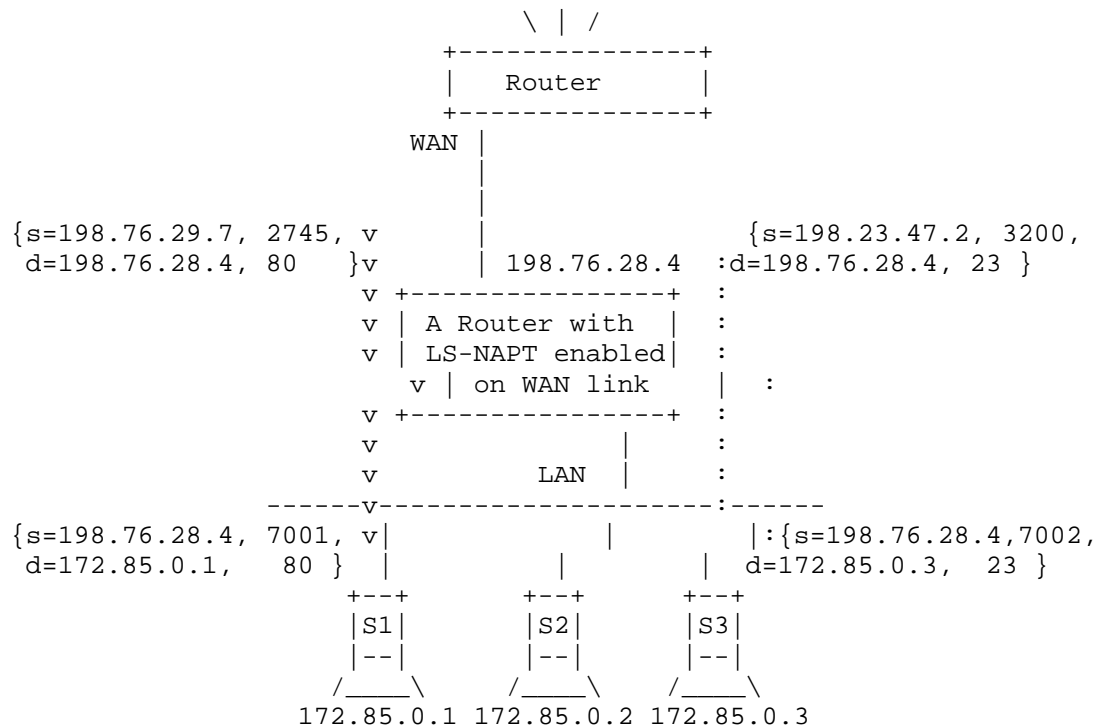 \ | /
+---------------+
| Router |
+---------------+
WAN |
|
|
{s=198.76.29.7, 2745, v | {s=198.23.47.2, 3200,
d=198.76.28.4, 80 }v | 198.76.28.4 :d=198.76.28.4, 23 }
v +----------------+ :
v | A Router with | :
v | LS-NAPT enabled| :
v | on WAN link | :
v +----------------+ :
v | :
v LAN | :
------v---------------------:------
{s=198.76.28.4, 7001, v| | |:{s=198.76.28.4,7002,
d=172.85.0.1, 80 } | | | d=172.85.0.3, 23 }
+--+ +--+ +--+
|S1| |S2| |S3|
|--| |--| |--|
/____\ /____\ /____\
172.85.0.1 172.85.0.2 172.85.0.3